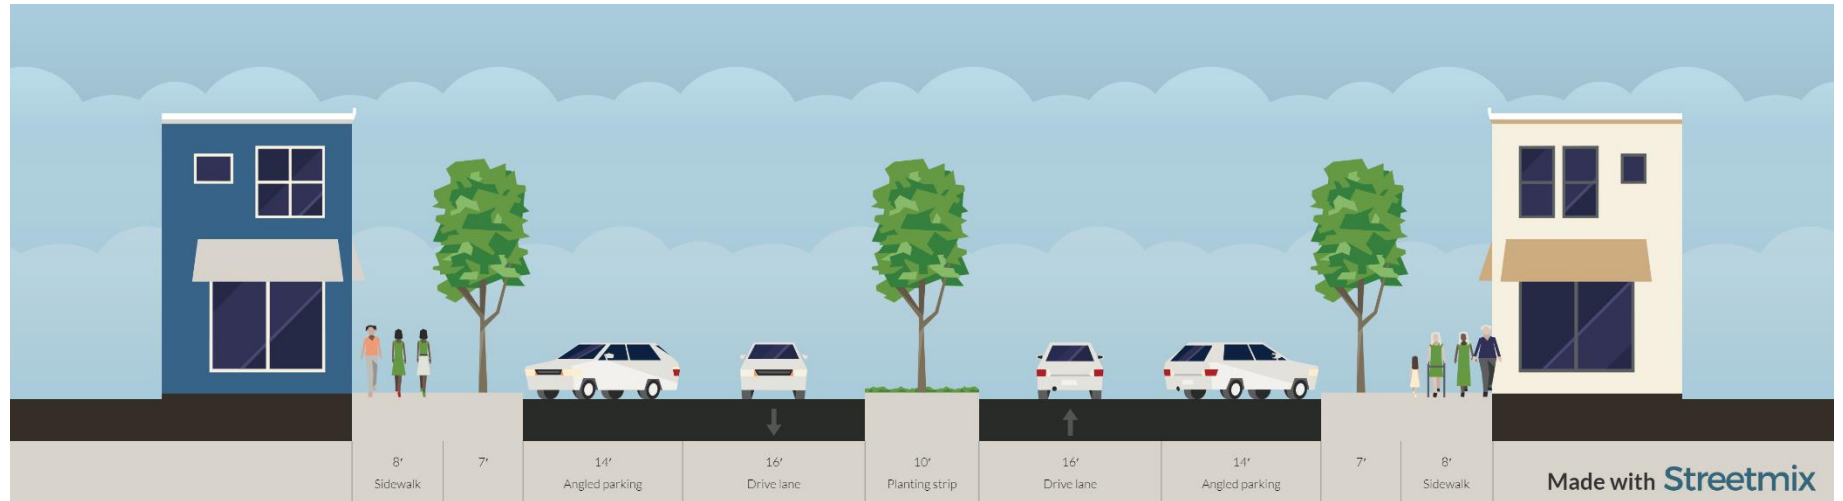 8'
Sidewalk
7'
14'
Angled parking
16'
Drive lane
10'
Planting strip
16'
Drive lane
14'
Angled parking
7'
8'
Sidewalk
Made with Streetmix